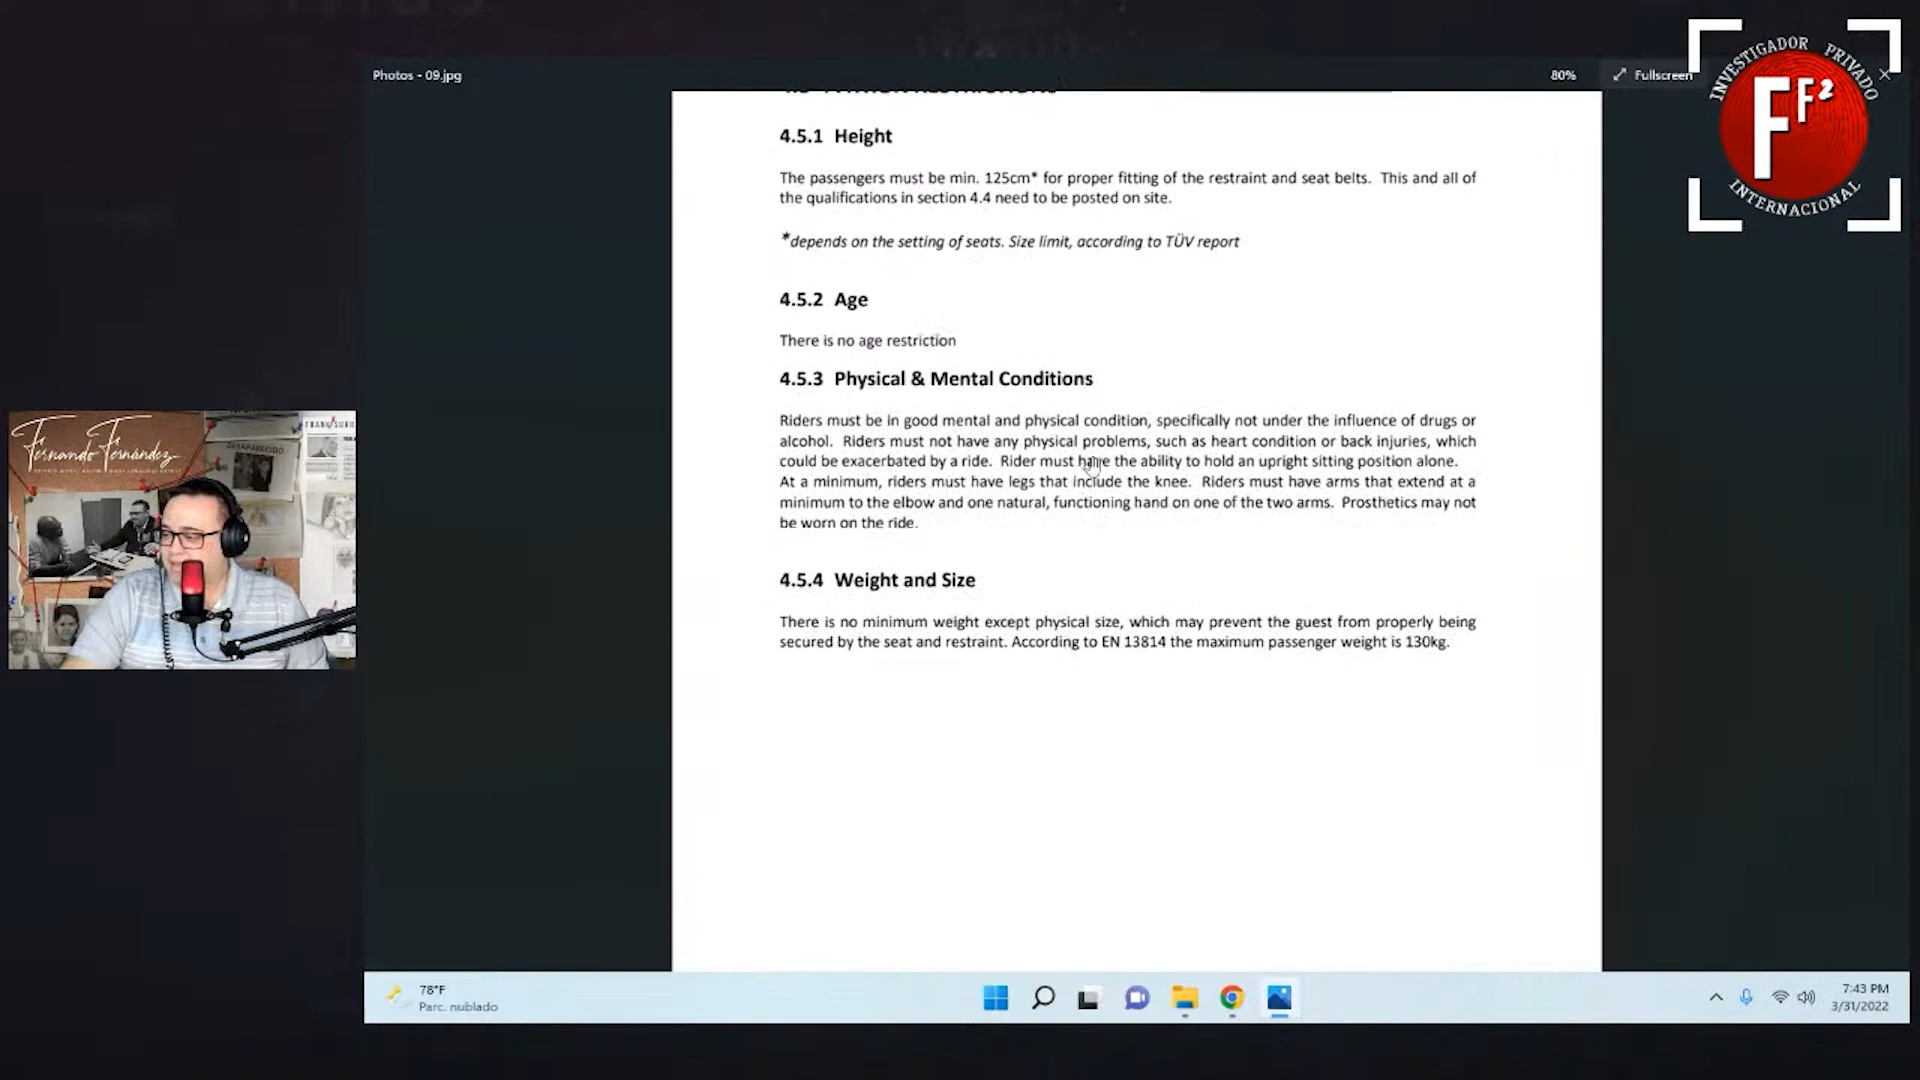 Photos - 09.jpg
80%
Fullscreen
INVESTIGADOR PRIVADO
FF²
INTERNACIONAL
4.5.1 Height
The passengers must be min. 125cm* for proper fitting of the restraint and seat belts. This and all of
the qualifications in section 4.4 need to be posted on site.
*depends on the setting of seats. Size limit, according to TÜV report
4.5.2 Age
There is no age restriction
4.5.3 Physical & Mental Conditions
Riders must be in good mental and physical condition, specifically not under the influence of drugs or
alcohol. Riders must not have any physical problems, such as heart condition or back injuries, which
could be exacerbated by a ride. Rider must have the ability to hold an upright sitting position alone.
At a minimum, riders must have legs that include the knee. Riders must have arms that extend at a
minimum to the elbow and one natural, functioning hand on one of the two arms. Prosthetics may not
be worn on the ride.
4.5.4 Weight and Size
There is no minimum weight except physical size, which may prevent the guest from properly being
secured by the seat and restraint. According to EN 13814 the maximum passenger weight is 130kg.
Fernando Fernández
DESAPARECIDO
78°F
Parc. nublado
7:43 PM
3/31/2022